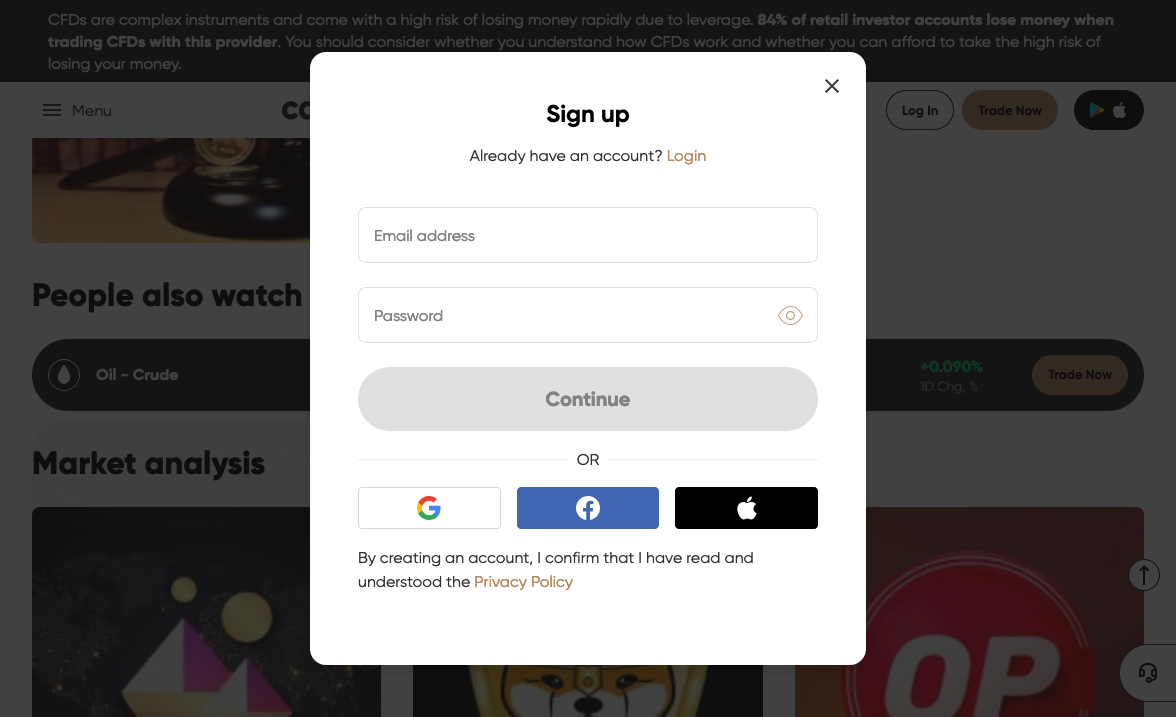 CFDs are complex instruments and come with a high risk of losing money rapidly due to leverage. 84% of retail investor accounts lose money when
trading CFDs with this provider. You should consider whether you understand how CFDs work and whether you can afford to take the high risk of
losing your money.
Menu
Log In
Trade Now
Sign up
Already have an account? Login
Email address
People also watch
Password
Oil - Crude
+0.090%
1D Chg, %
Trade Now
Continue
OR
Market analysis
By creating an account, I confirm that I have read and
understood the Privacy Policy
OP